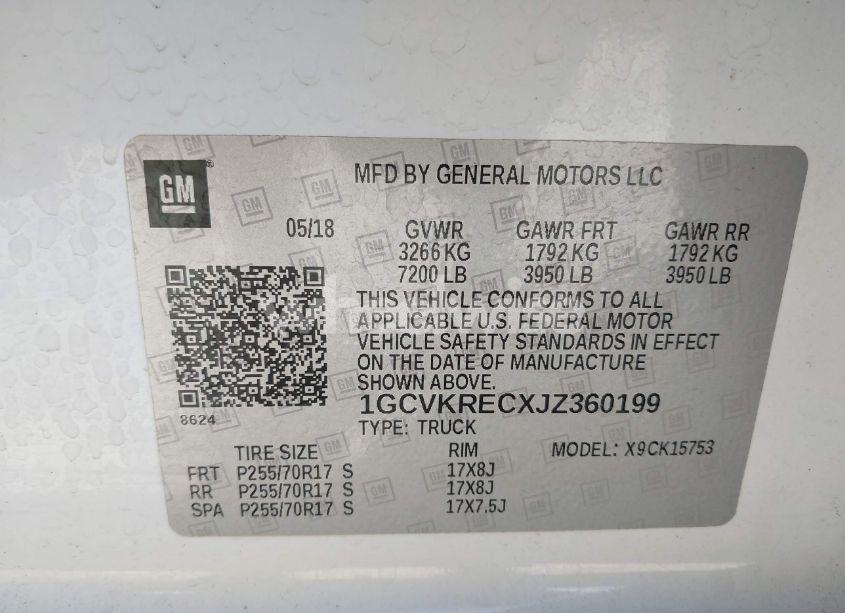 GM
MFD BY GENERAL MOTORS LLC
05/18 GVWR GAWR FRT GAWR RR
3266 KG 1792 KG 1792 KG
7200 LB 3950 LB 3950 LB
THIS VEHICLE CONFORMS TO ALL
APPLICABLE U.S. FEDERAL MOTOR
VEHICLE SAFETY STANDARDS IN EFFECT
ON THE DATE OF MANUFACTURE
SHOWN ABOVE.
8624
1GCVKRECXJZ360199
TYPE: TRUCK
TIRE SIZE RIM MODEL: X9CK15753
FRT P255/70R17 S 17X8J
RR P255/70R17 S 17X8J
SPA P255/70R17 S 17X7.5J